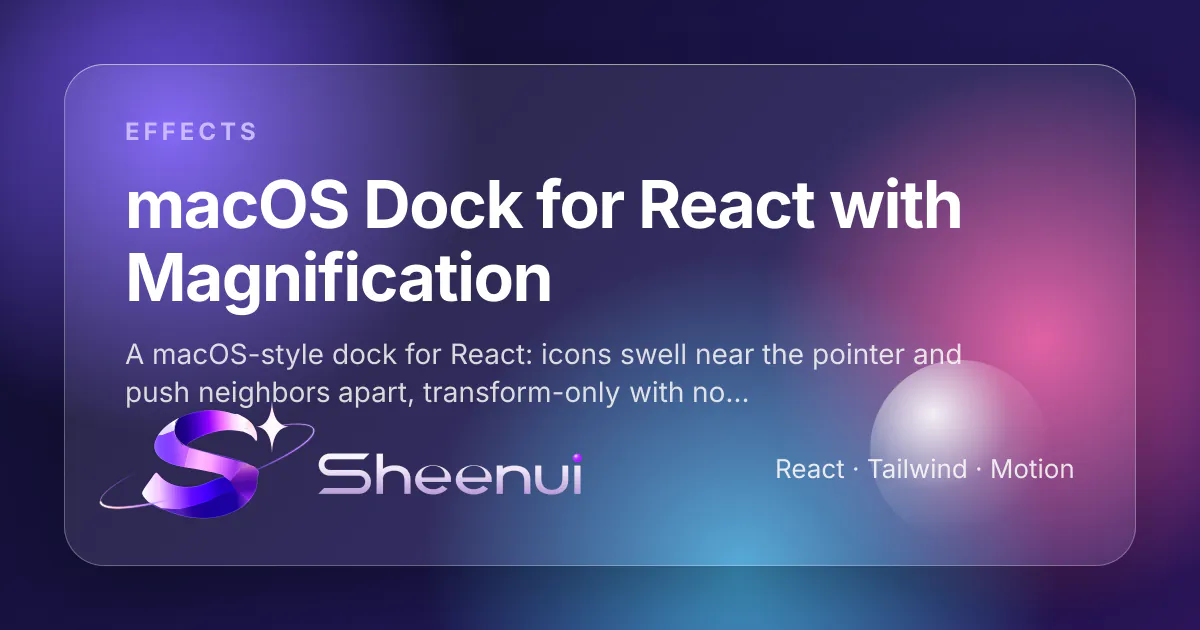 EFFECTS
macOS Dock for React with
Magnification
A macOS-style dock for React: icons swell near the pointer and
push neighbors apart, transform-only with no...
Sheenui
React · Tailwind · Motion